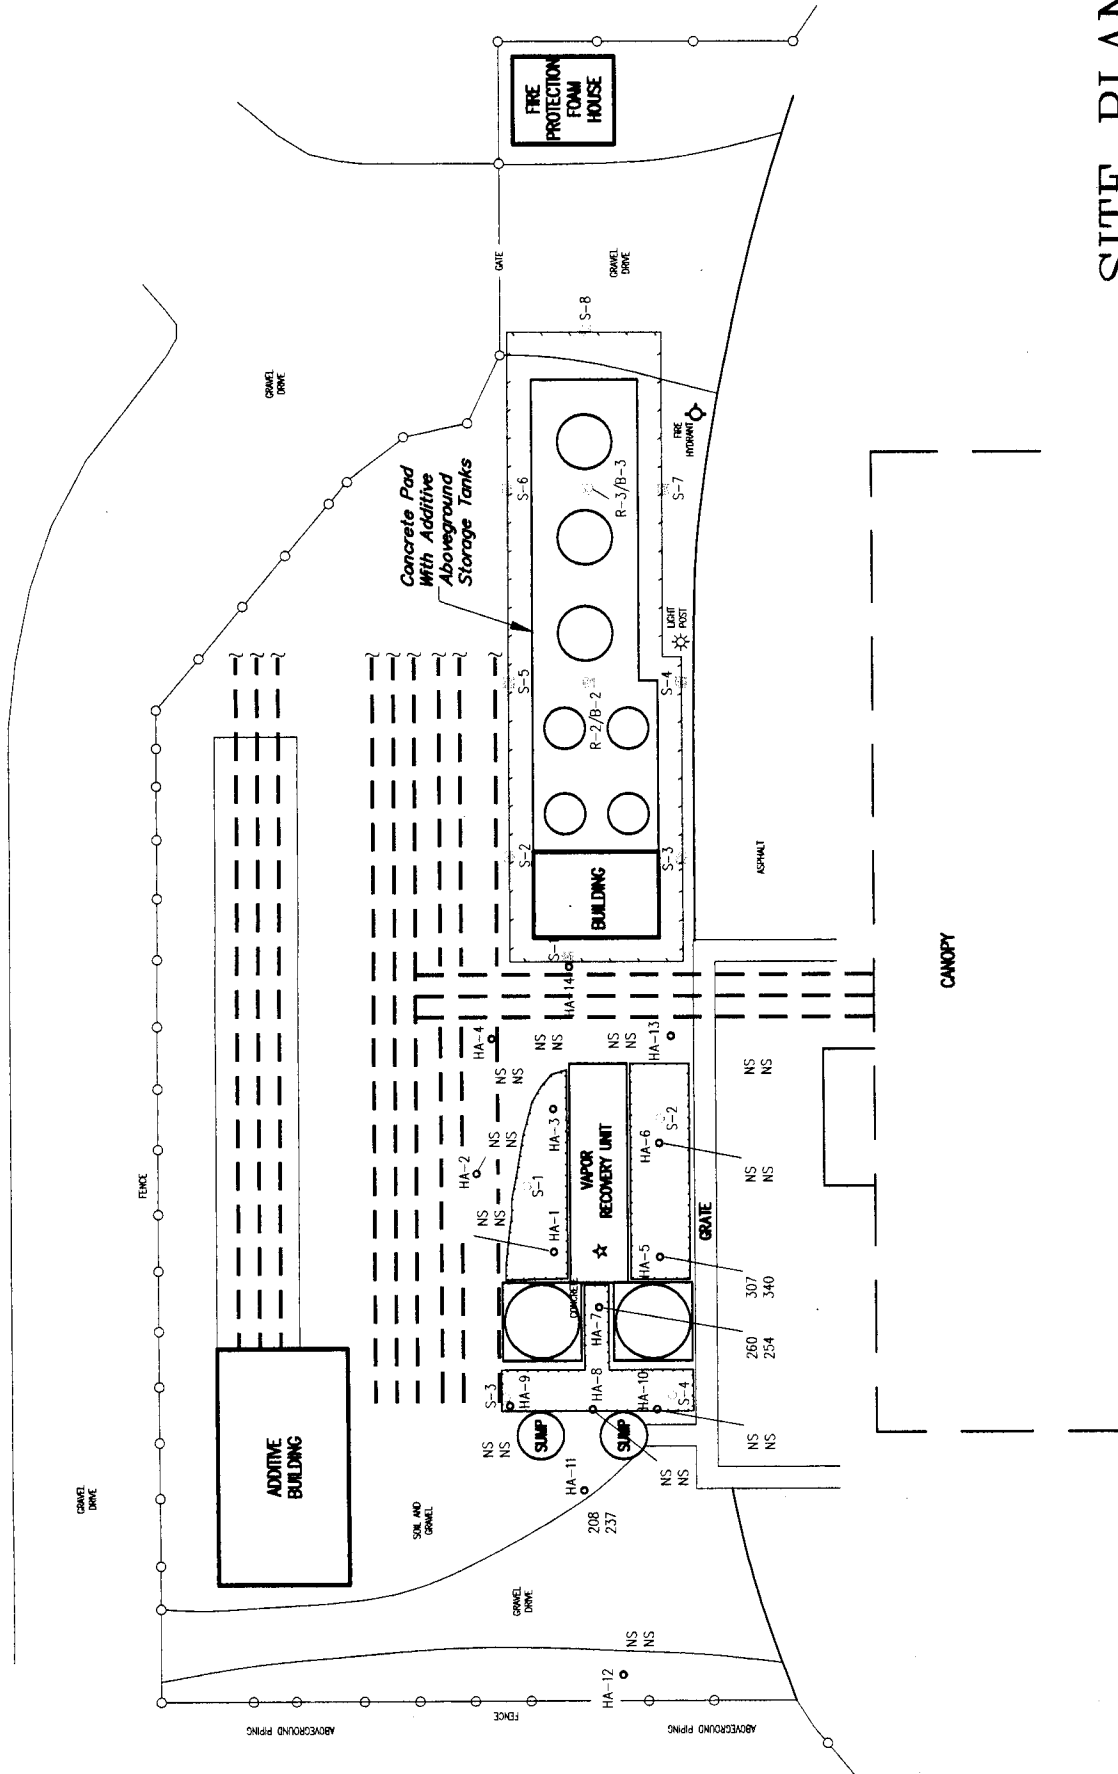 SITE PLAN
FIRE
PROTECTION
FOAM
HOUSE
GATE
GRAVEL
DRIVE
S-8
GRAVEL
DRIVE
FIRE
HYDRANT
Concrete Pad
With Additive
Aboveground
Storage Tanks
S-6
R-3/B-3
S-7
LIGHT
POST
S-5
R-2/B-2
S-4
S-2
BUILDING
S-3
ASPHALT
CANOPY
HA-14
HA-4
NS
NS
NS
NS
HA-13
NS
NS
NS
NS
FENCE
HA-2
NS
NS
HA-3
S-1
NS
NS
HA-1
VAPOR
RECOVERY UNIT
HA-6
S-2
NS
NS
GRATE
HA-5
307
340
CONCRETE
HA-7
260
254
S-3
HA-9
HA-8
HA-10
S-4
NS
NS
SUMP
SUMP
NS
NS
NS
NS
HA-11
208
237
ADDITIVE
BUILDING
GRAVEL
DRIVE
SOIL AND
GRAVEL
GRAVEL
DRIVE
NS
NS
HA-12
ABOVEGROUND PIPING
FENCE
ABOVEGROUND PIPING